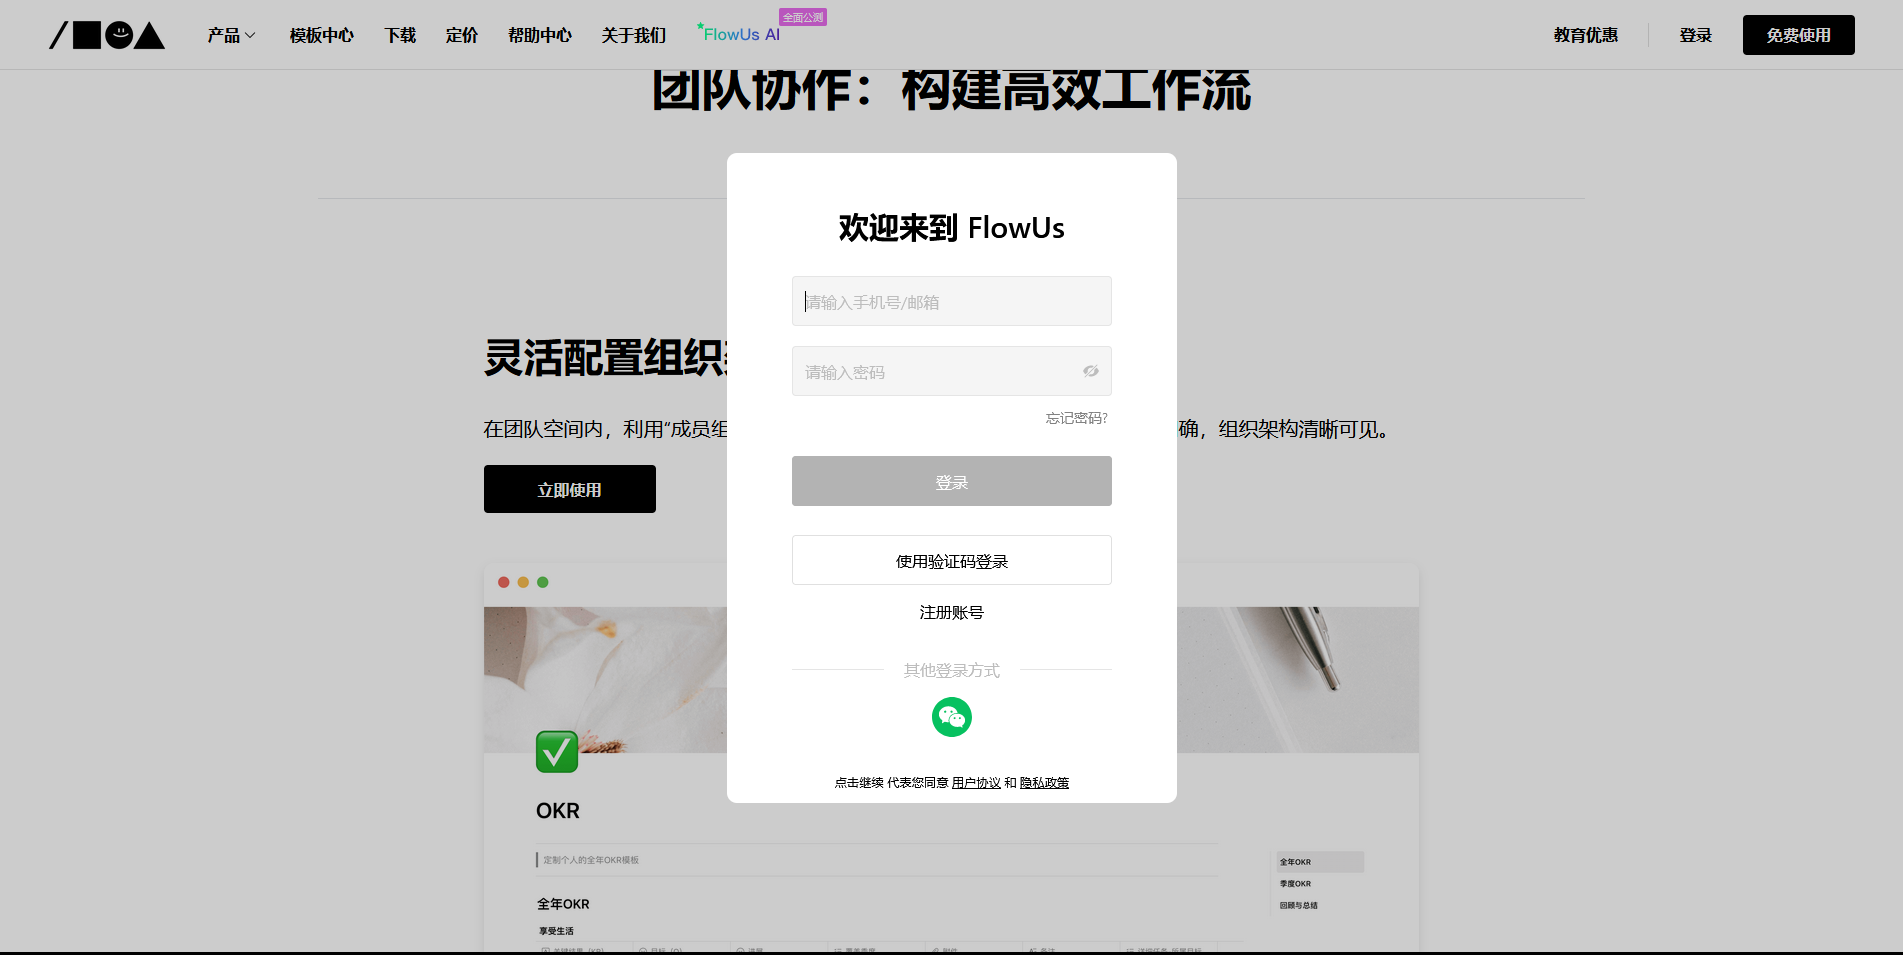 产品
模板中心
下载
定价
帮助中心
关于我们
FlowUs AI
全面公测
教育优惠
登录
免费使用
团队协作：构建高效工作流
欢迎来到 FlowUs
请输入手机号/邮箱
请输入密码
忘记密码?
登录
使用验证码登录
注册账号
其他登录方式
点击继续 代表您同意 用户协议 和 隐私政策
灵活配置组织
在团队空间内，利用“成员组
确，组织架构清晰可见。
立即使用
OKR
定制个人的全年OKR模板
全年OKR
享受生活
全年OKR
季度OKR
回顾与总结